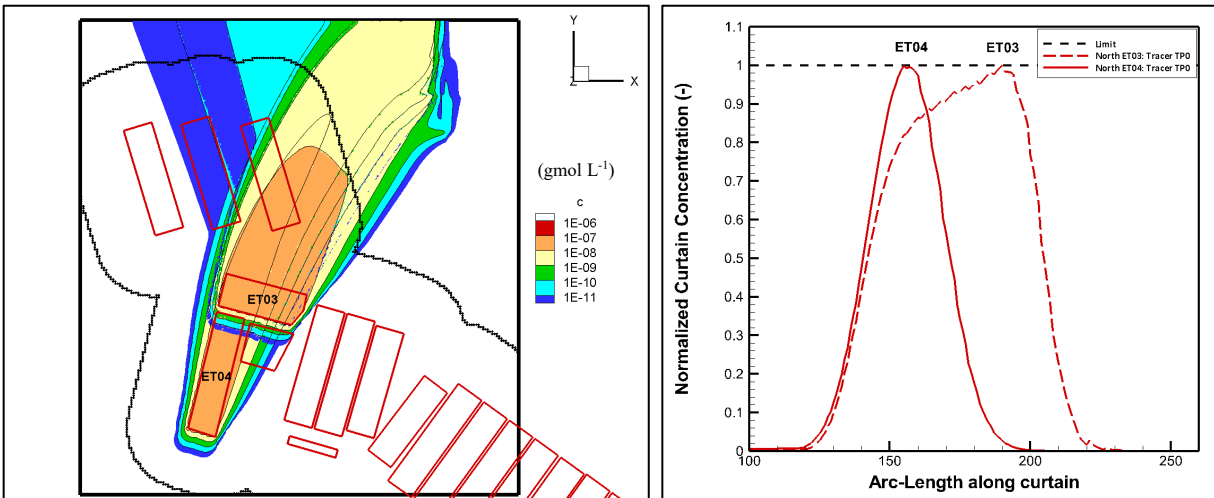 Y
Z
X
(gmol L-1)
c
1E-06
1E-07
1E-08
1E-09
1E-10
1E-11
ET03
ET04
Normalized Curtain Concentration (-)
1.1
1
0.9
0.8
0.7
0.6
0.5
0.4
0.3
0.2
0.1
0
ET04
ET03
Limit
North ET03: Tracer TP0
North ET04: Tracer TP0
100
150
200
250
Arc-Length along curtain